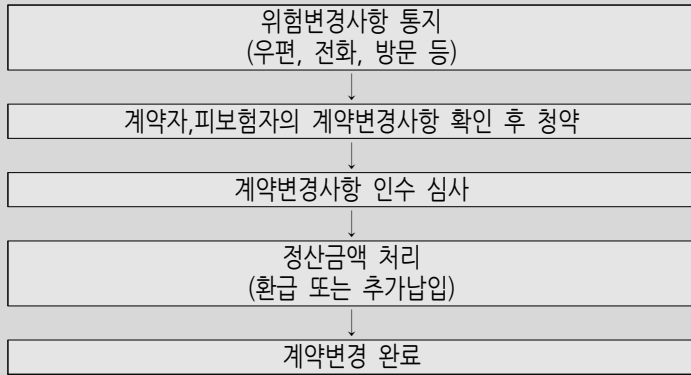 위험변경사항 통지
(우편, 전화, 방문 등)
계약자,피보험자의 계약변경사항 확인 후 청약
계약변경사항 인수 심사
정산금액 처리
(환급 또는 추가납입)
계약변경 완료